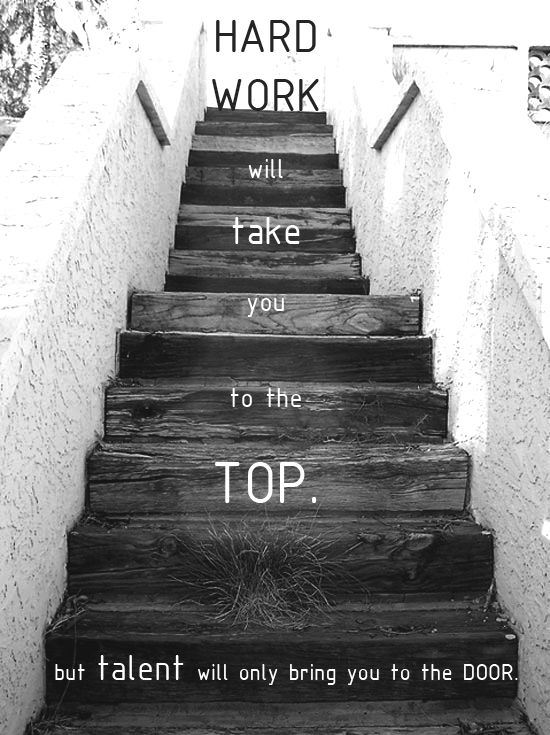 HARD
WORK
will
take
you
to the
TOP.
but talent will only bring you to the DOOR.